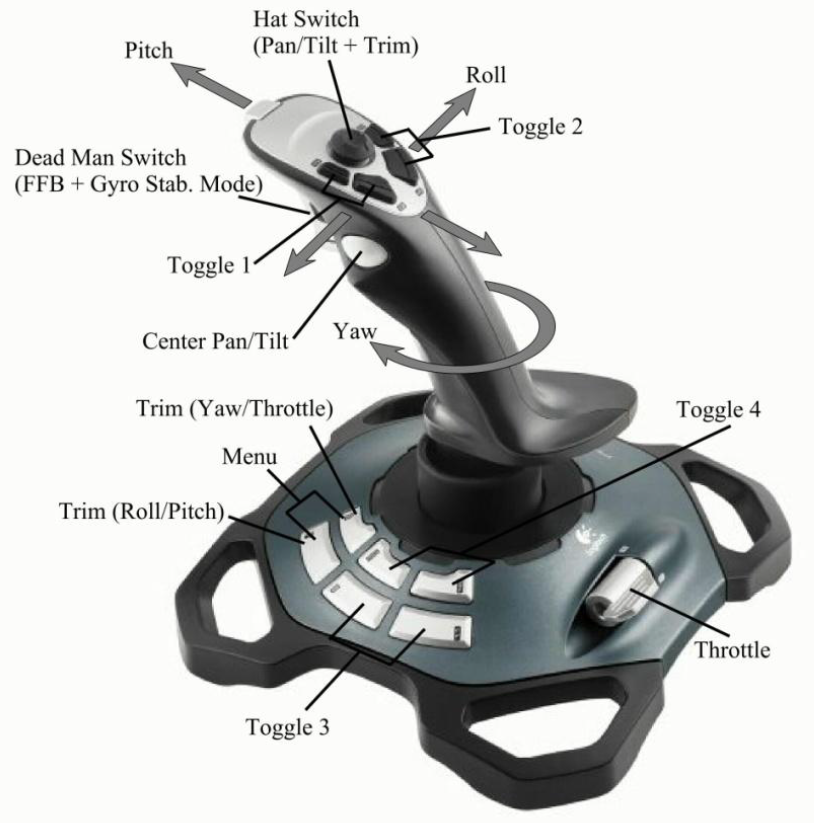 Hat Switch
(Pan/Tilt + Trim)
Pitch
Roll
Toggle 2
Dead Man Switch
(FFB + Gyro Stab. Mode)
Toggle 1
Center Pan/Tilt
Yaw
Trim (Yaw/Throttle)
Toggle 4
Menu
Trim (Roll/Pitch)
Throttle
Toggle 3